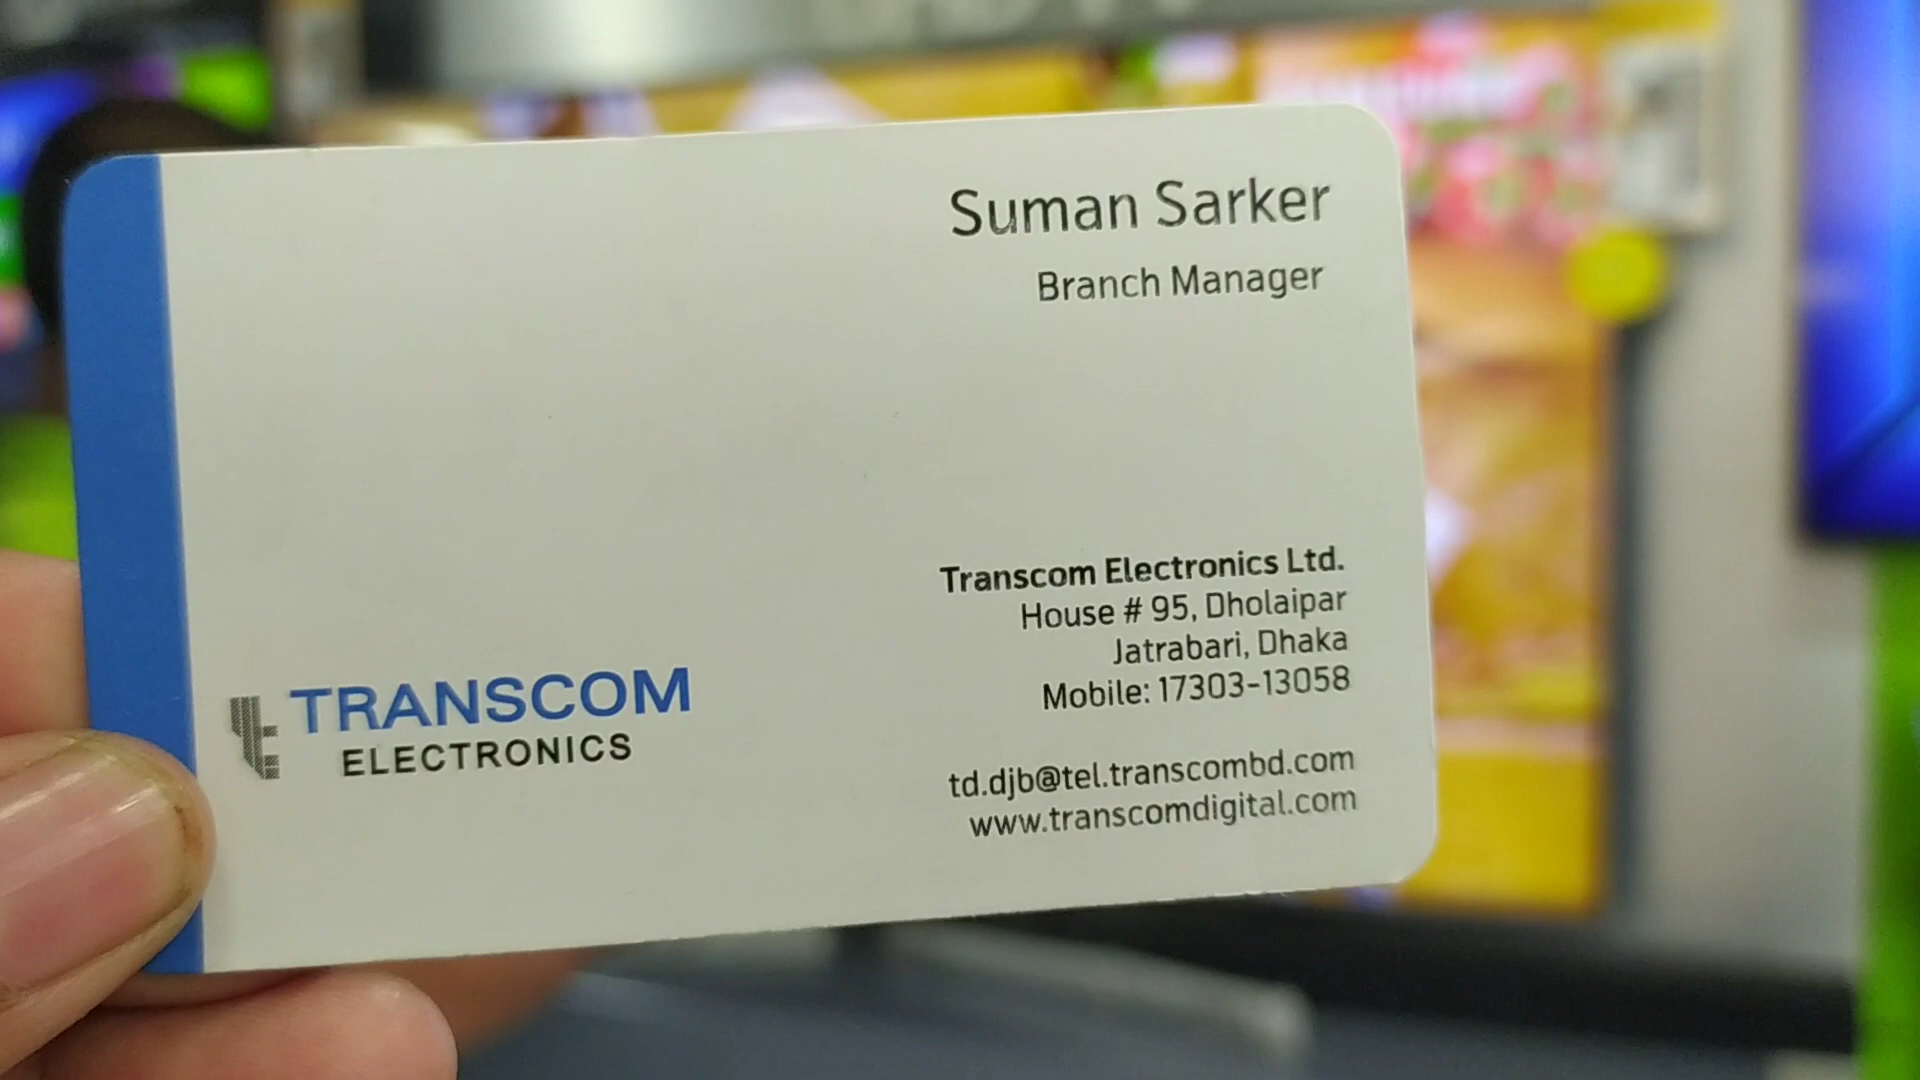 Suman Sarker
Branch Manager
Transcom Electronics Ltd.
House # 95, Dholaipar
Jatrabari, Dhaka
Mobile: 17303-13058
td.djb@tel.transcombd.com
www.transcomdigital.com
TRANSCOM
ELECTRONICS